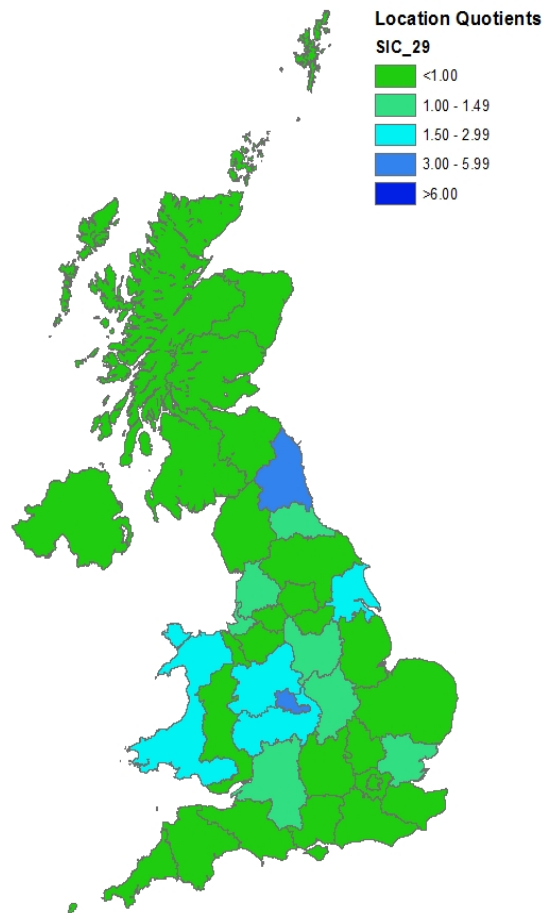 Location Quotients
SIC_29
<1.00
1.00 - 1.49
1.50 - 2.99
3.00 - 5.99
>6.00